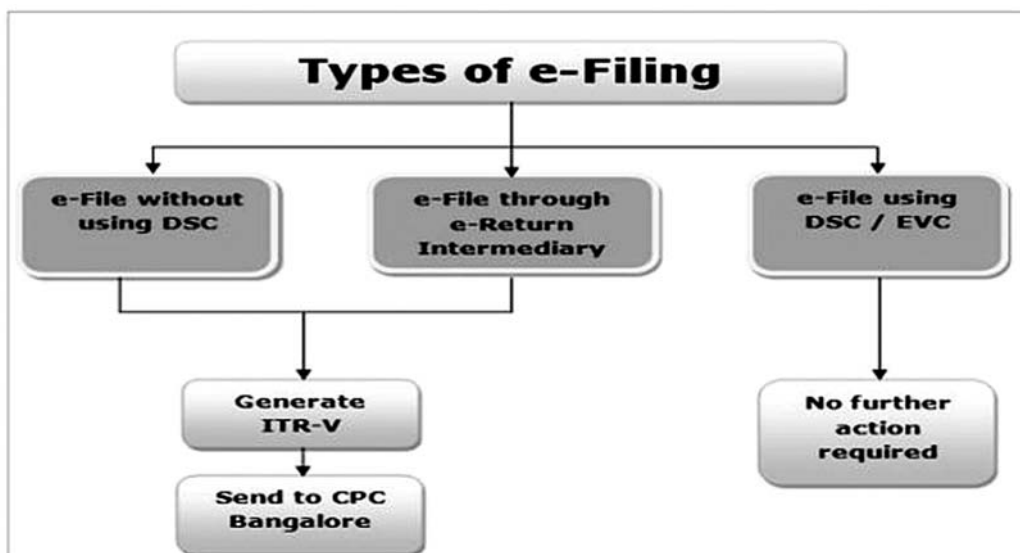 Types of e-Filing
e-File without
using DSC
e-File through
e-Return
Intermediary
e-File using
DSC / EVC
Generate
ITR-V
Send to CPC
Bangalore
No further
action
required